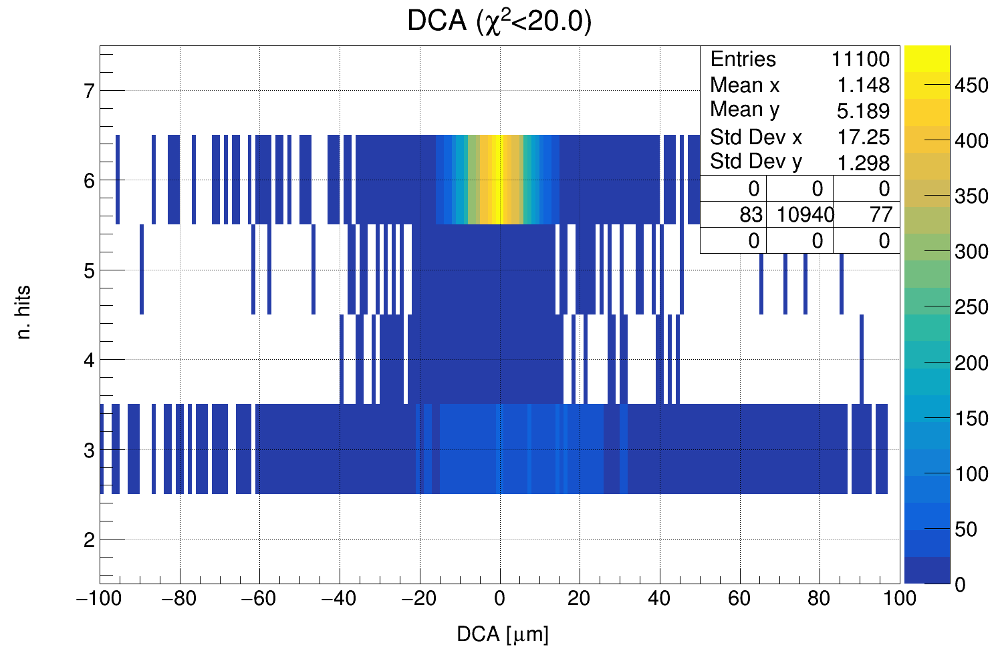 DCA (χ²<20.0)
Entries 11100
Mean x 1.148
Mean y 5.189
Std Dev x 17.25
Std Dev y 1.298
0 0 0
83 10940 77
0 0 0
7
6
5
4
3
2
n. hits
−100 −80 −60 −40 −20 0 20 40 60 80 100
DCA [μm]
450
400
350
300
250
200
150
100
50
0